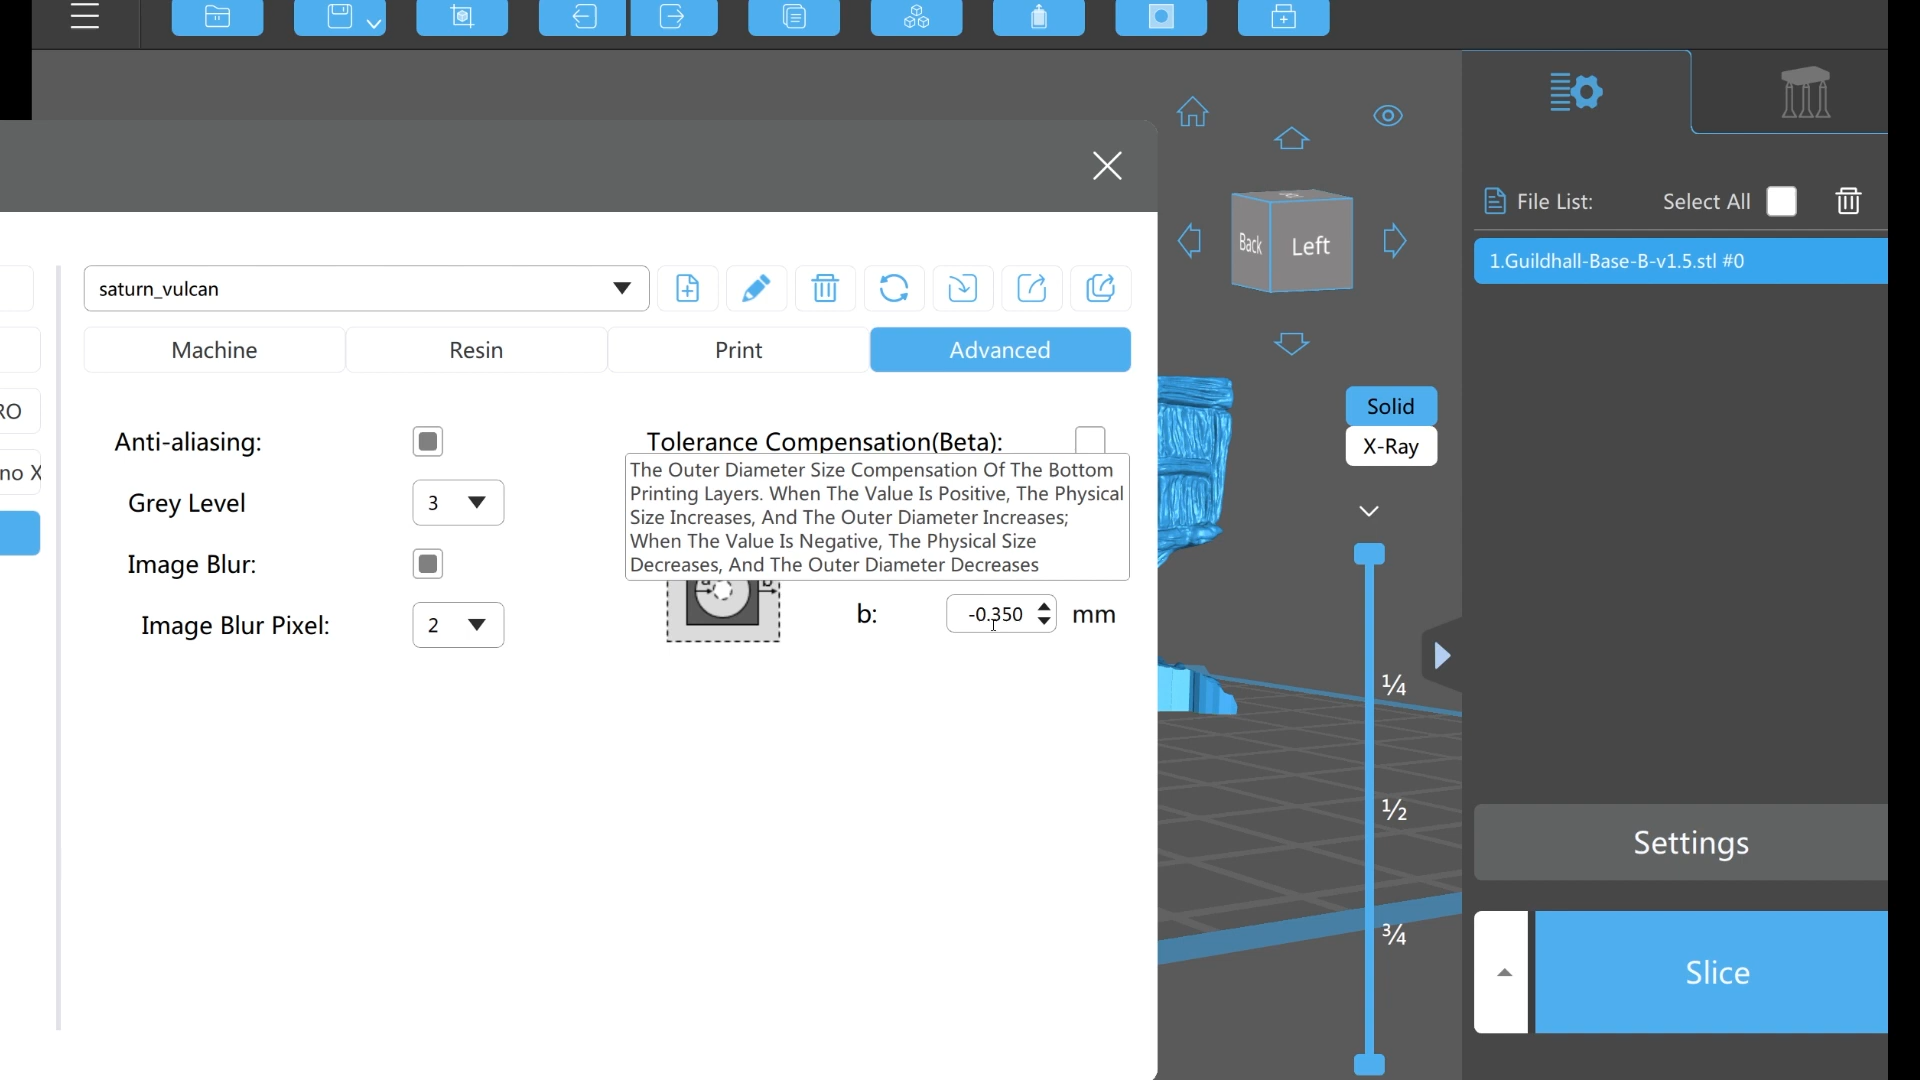 Back
Left
File List:
Select All
1.Guildhall-Base-B-v1.5.stl #0
saturn_vulcan
Machine
Resin
Print
Advanced
RO
no X
Solid
X-Ray
Anti-aliasing:
Tolerance Compensation(Beta):
Grey Level
3
The Outer Diameter Size Compensation Of The Bottom
Printing Layers. When The Value Is Positive, The Physical
Size Increases, And The Outer Diameter Increases;
When The Value Is Negative, The Physical Size
Decreases, And The Outer Diameter Decreases
Image Blur:
b:
-0.350
mm
Image Blur Pixel:
2
¼
½
¾
Settings
Slice